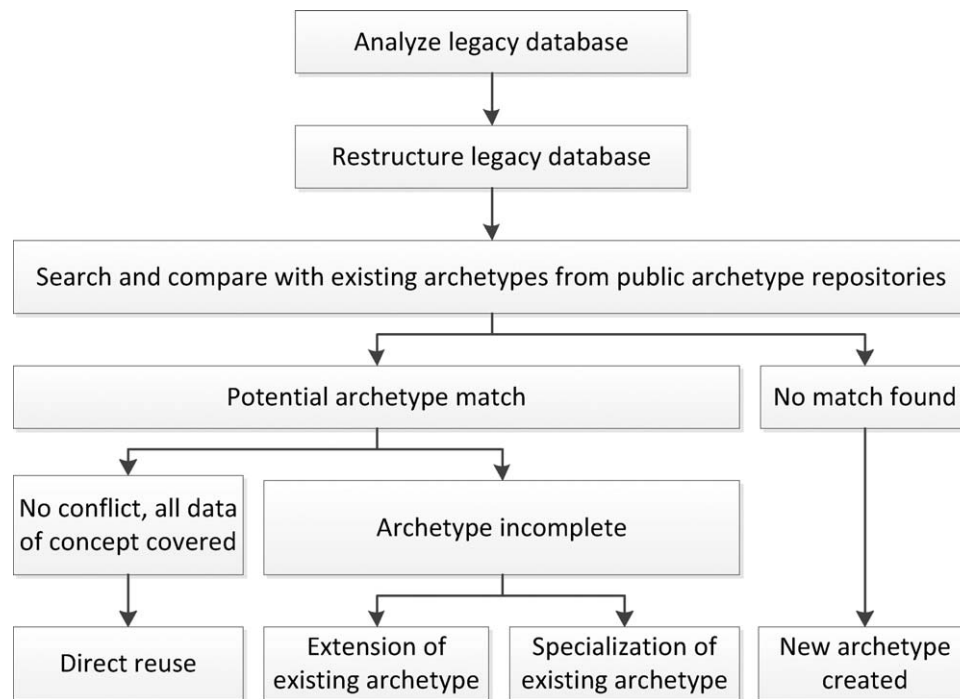 Analyze legacy database
Restructure legacy database
Search and compare with existing archetypes from public archetype repositories
Potential archetype match
No match found
No conflict, all data
of concept covered
Archetype incomplete
Direct reuse
Extension of
existing archetype
Specialization of
existing archetype
New archetype
created